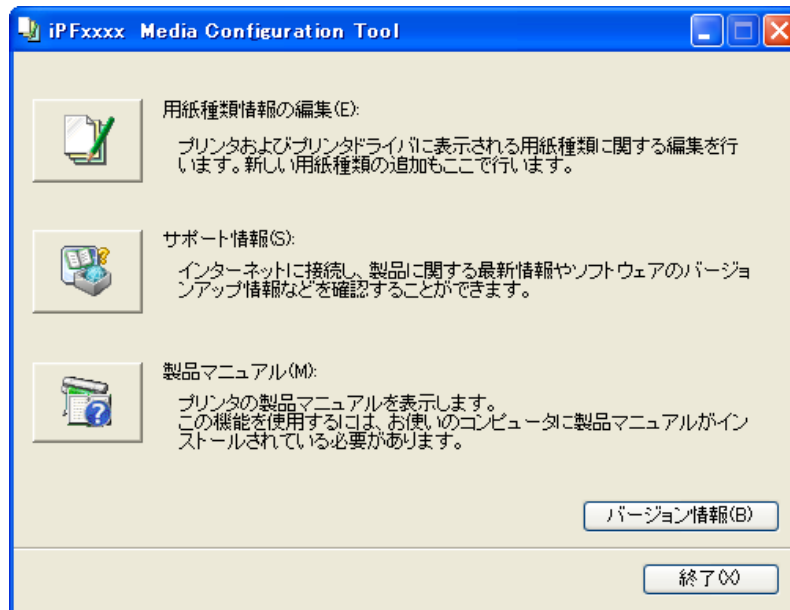 iPFxxxx Media Configuration Tool
用紙種類情報の編集(E):
プリンタおよびプリンタドライバに表示される用紙種類に関する編集を行
います。新しい用紙種類の追加もここで行います。
サポート情報(S):
インターネットに接続し、製品に関する最新情報やソフトウェアのバージョ
ンアップ情報などを確認することができます。
製品マニュアル(M):
プリンタの製品マニュアルを表示します。
この機能を使用するには、お使いのコンピュータに製品マニュアルがイン
ストールされている必要があります。
バージョン情報(B)
終了(X)